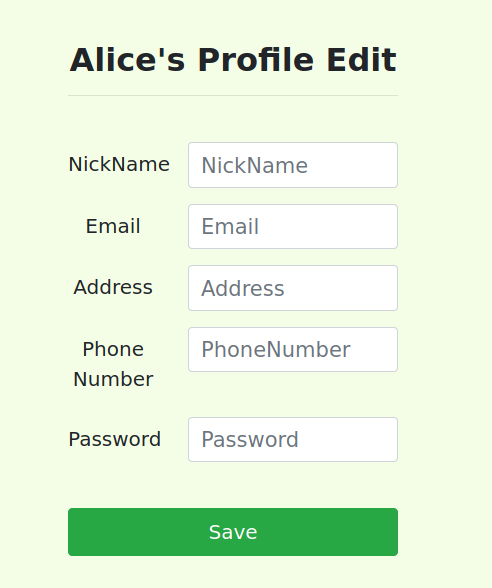 Alice's Profile Edit
NickName NickName
Email Email
Address Address
Phone Number PhoneNumber
Password Password
Save